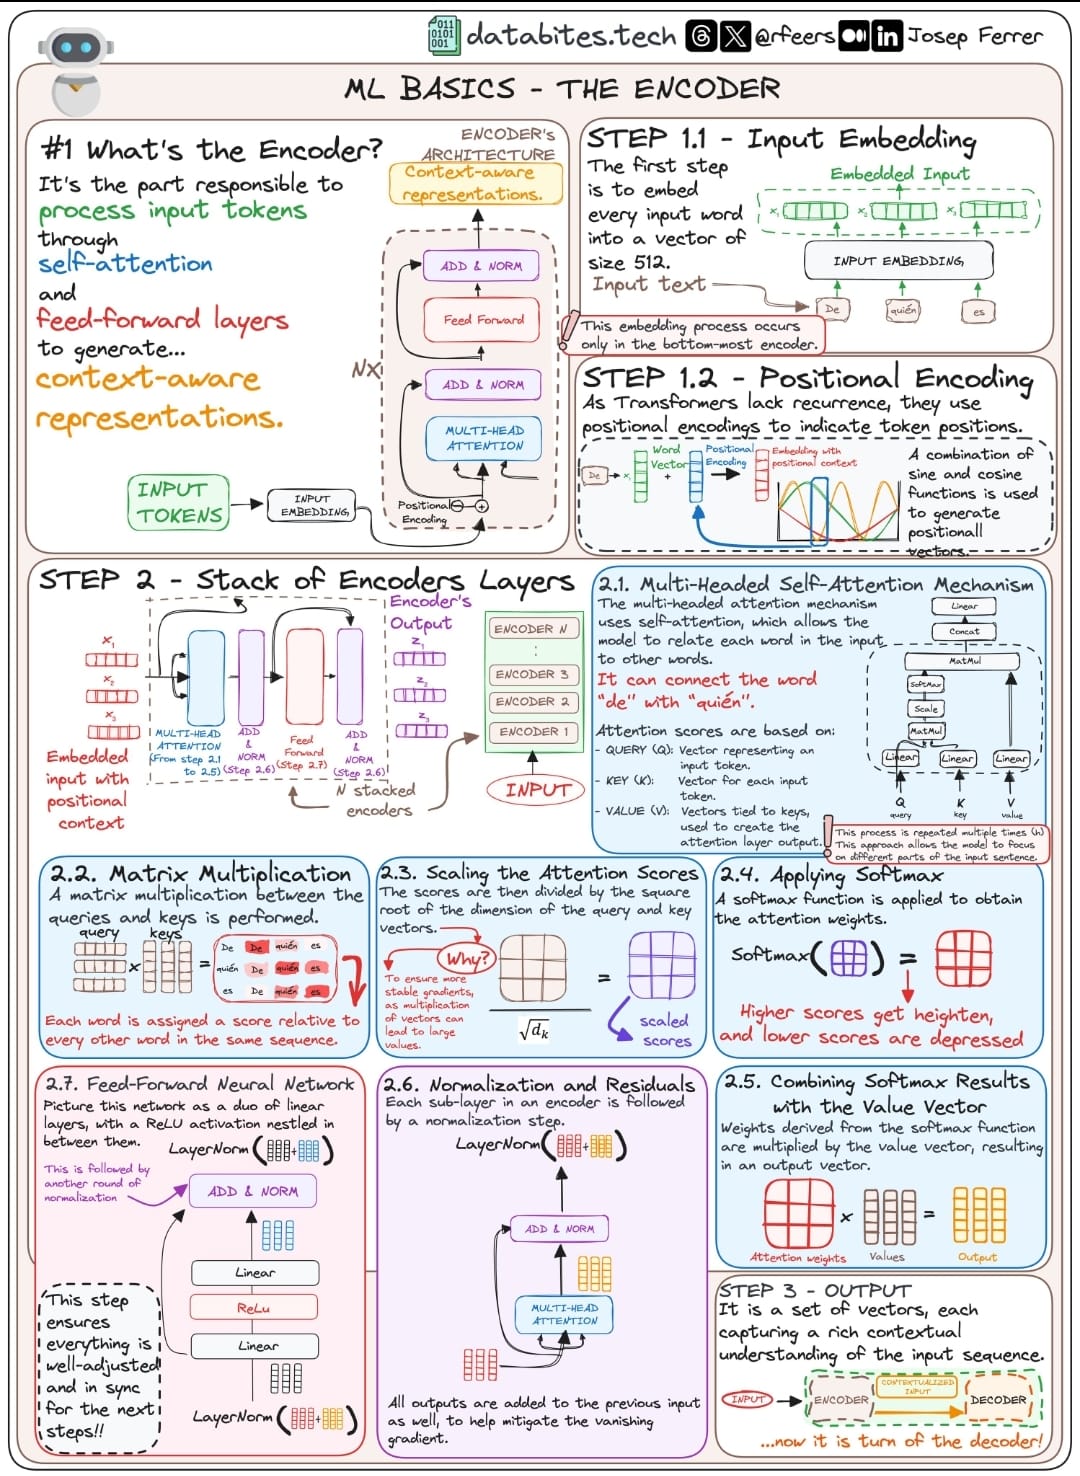 011
0101
001
databites.tech
@rfeers
in
Josep Ferrer
ML BASICS - THE ENCODER
#1 What's the Encoder?
It's the part responsible to
process input tokens
through
self-attention
and
feed-forward layers
to generate...
context-aware
representations.
ENCODER's
ARCHITECTURE
Context-aware
representations.
ADD & NORM
Feed Forward
Nx
ADD & NORM
MULTI-HEAD
ATTENTION
Positional
Encoding
+
INPUT
TOKENS
INPUT
EMBEDDING
STEP 1.1 - Input Embedding
The first step
is to embed
every input word
into a vector of
size 512.
Embedded Input
x₁ x₂ x₃
INPUT EMBEDDING
Input text
De quién es
This embedding process occurs
only in the bottom-most encoder.
STEP 1.2 - Positional Encoding
As Transformers lack recurrence, they use
positional encodings to indicate token positions.
De
x₁
Word
Vector
+
Positional
Encoding
Embedding with
positional context
A combination of
sine and cosine
functions is used
to generate
positionall
vectors.
STEP 2 - Stack of Encoders Layers
x₁
x₂
x₃
Embedded
input with
positional
context
MULTI-HEAD
ATTENTION
(From step 2.1
to 2.5)
ADD
&
NORM
(Step 2.6)
Feed
Forward
(Step 2.7)
ADD
&
NORM
(Step 2.6)
Encoder's
Output
z₁
z₂
z₃
N stacked
encoders
ENCODER N
:
ENCODER 3
ENCODER 2
ENCODER 1
INPUT
2.1. Multi-Headed Self-Attention Mechanism
The multi-headed attention mechanism
uses self-attention, which allows the
model to relate each word in the input
to other words.
It can connect the word
"de" with "quién".
Attention scores are based on:
- QUERY (Q): Vector representing an
input token.
- KEY (K): Vector for each input
token.
- VALUE (V): Vectors tied to keys,
used to create the
attention layer output.
Linear
Concat
MatMul
SoftMax
Scale
MatMul
Linear Linear Linear
Q K V
query key value
This process is repeated multiple times (h)
This approach allows the model to focus
on different parts of the input sentence.
2.2. Matrix Multiplication
A matrix multiplication between the
queries and keys is performed.
query keys
x =
De De quién es
quién De quién es
es De quién es
Each word is assigned a score relative to
every other word in the same sequence.
2.3. Scaling the Attention Scores
The scores are then divided by the square
root of the dimension of the query and key
vectors.
Why?
To ensure more
stable gradients,
as multiplication
of vectors can
lead to large
values.
√dk
=
scaled
scores
2.4. Applying Softmax
A softmax function is applied to obtain
the attention weights.
Softmax( ) =
Higher scores get heighten,
and lower scores are depressed
2.7. Feed-Forward Neural Network
Picture this network as a duo of linear
layers, with a ReLU activation nestled in
between them.
LayerNorm( + )
This is followed by
another round of
normalization
ADD & NORM
Linear
ReLu
Linear
LayerNorm( + )
This step
ensures
everything is
well-adjusted
and in sync
for the next
steps!!
2.6. Normalization and Residuals
Each sub-layer in an encoder is followed
by a normalization step.
LayerNorm( + )
ADD & NORM
MULTI-HEAD
ATTENTION
All outputs are added to the previous input
as well, to help mitigate the vanishing
gradient.
2.5. Combining Softmax Results
with the Value Vector
Weights derived from the softmax function
are multiplied by the value vector, resulting
in an output vector.
x =
Attention weights Values Output
STEP 3 - OUTPUT
It is a set of vectors, each
capturing a rich contextual
understanding of the input sequence.
INPUT
ENCODER
CONTEXTUALIZED
INPUT
DECODER
...now it is turn of the decoder!